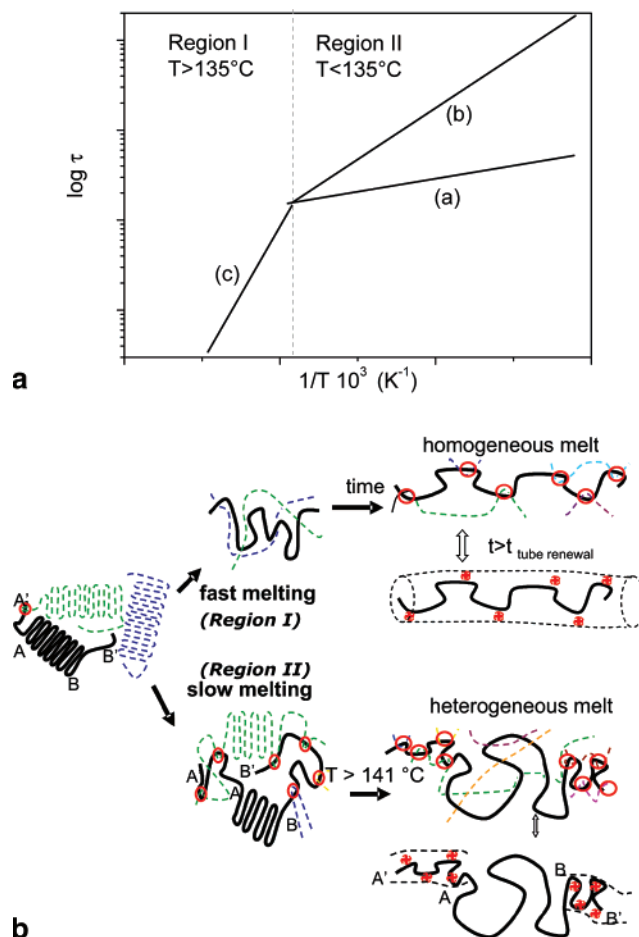 Region I
T>135°C
Region II
T<135°C
(b)
(a)
(c)
log τ
1/T 10³ (K⁻¹)
a
homogeneous melt
time
t>t tube renewal
fast melting
(Region I)
A'
A
B
B'
(Region II)
slow melting
heterogeneous melt
A'
A
B'
B
T > 141 °C
A'
A
B
B'
b